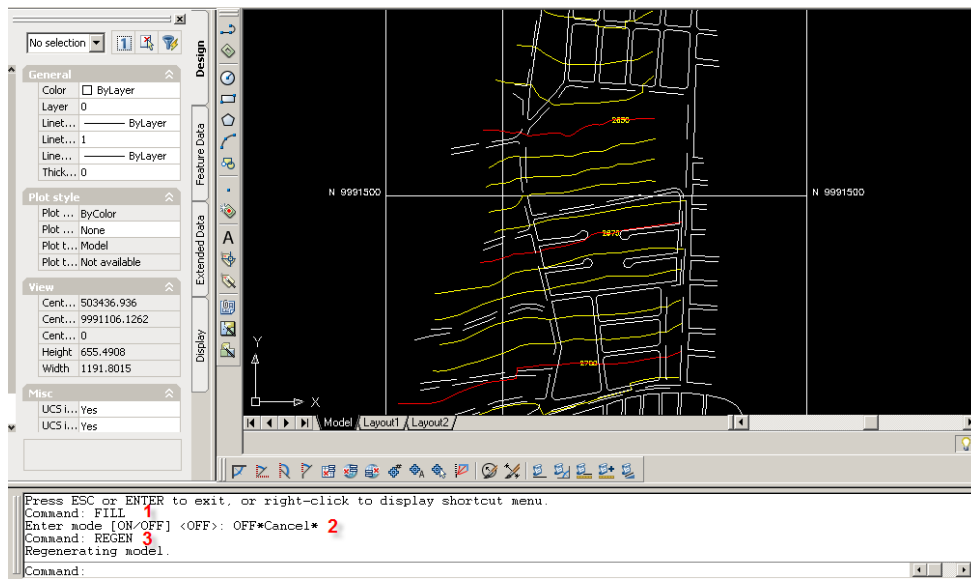 No selection
General
Color ByLayer
Layer 0
Linet... ByLayer
Linet... 1
Line... ByLayer
Thick... 0
Plot style
Plot ... ByColor
Plot ... None
Plot t... Model
Plot t... Not available
View
Cent... 503436.936
Cent... 9991106.1262
Cent... 0
Height 655.4908
Width 1191.8015
Misc
UCS i... Yes
UCS i... Yes
Design
Feature Data
Extended Data
Display
A
2650
N 9991500
N 9991500
2670
2700
Y
X
Model
Layout1
Layout2
Press ESC or ENTER to exit, or right-click to display shortcut menu.
Command: FILL 1
Enter mode [ON/OFF] <OFF>: OFF*Cancel* 2
Command: REGEN 3
Regenerating model.
Command: